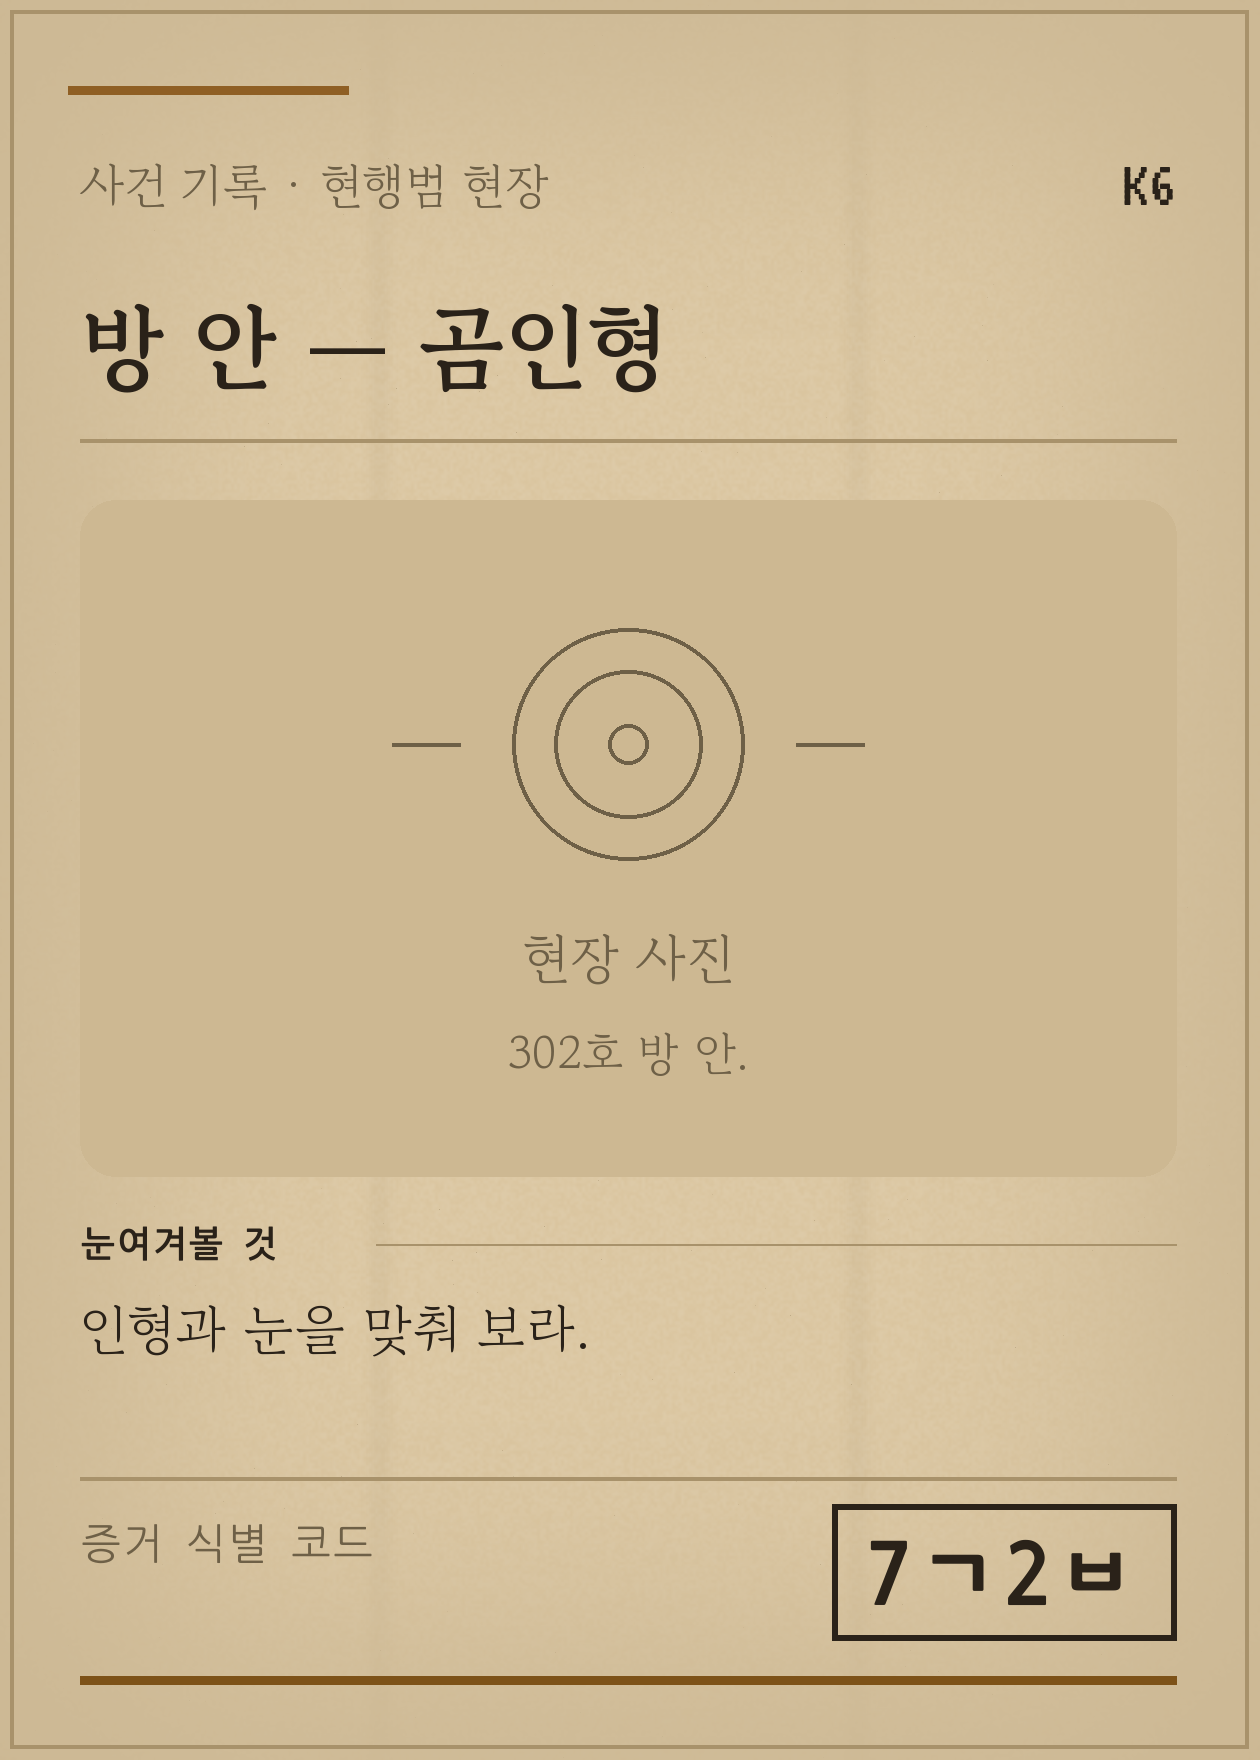 사건 기록 · 현행범 현장
K6
방 안 — 곰인형
현장 사진
302호 방 안.
눈여겨볼 것
인형과 눈을 맞춰 보라.
증거 식별 코드
7ㄱ2ㅂ